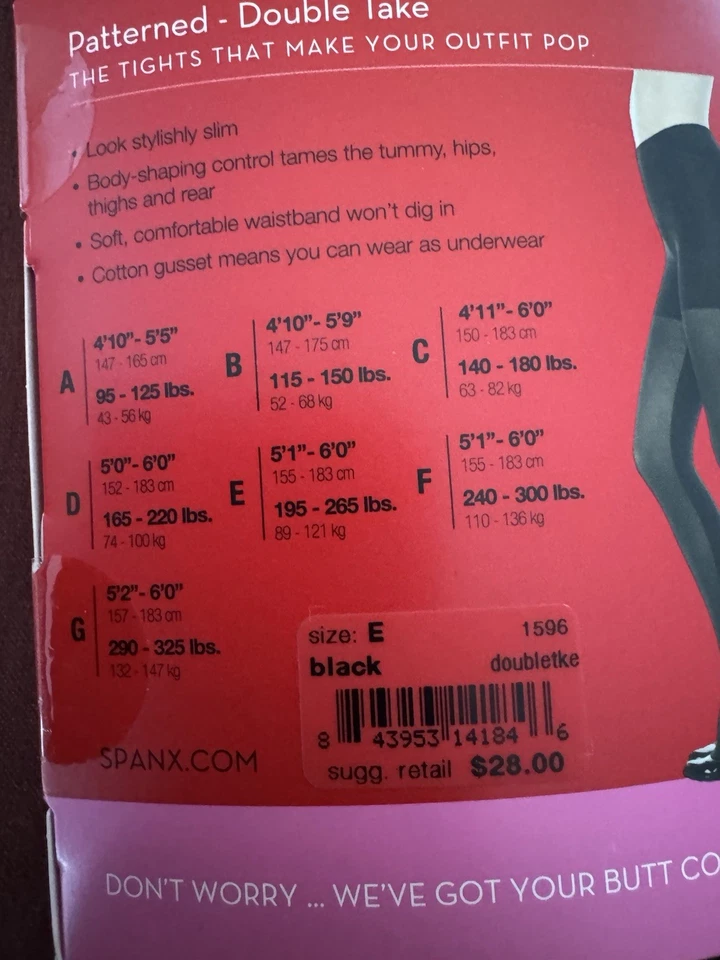 Patterned - Double Take
THE TIGHTS THAT MAKE YOUR OUTFIT POP
• Look stylishly slim
• Body-shaping control tames the tummy, hips,
thighs and rear
• Soft, comfortable waistband won't dig in
• Cotton gusset means you can wear as underwear
A
4'10"- 5'5"
147 - 165 cm
95 - 125 lbs.
43 - 56 kg
B
4'10"- 5'9"
147 - 175 cm
115 - 150 lbs.
52 - 68 kg
C
4'11"- 6'0"
150 - 183 cm
140 - 180 lbs.
63 - 82 kg
D
5'0"- 6'0"
152 - 183 cm
165 - 220 lbs.
74 - 100 kg
E
5'1"- 6'0"
155 - 183 cm
195 - 265 lbs.
89 - 121 kg
F
5'1"- 6'0"
155 - 183 cm
240 - 300 lbs.
110 - 136 kg
G
5'2"- 6'0"
157 - 183 cm
290 - 325 lbs.
132 - 147 kg
size: E 1596
black doubletke
8 43953 14184 6
sugg. retail $28.00
SPANX.COM
DON'T WORRY ... WE'VE GOT YOUR BUTT CO